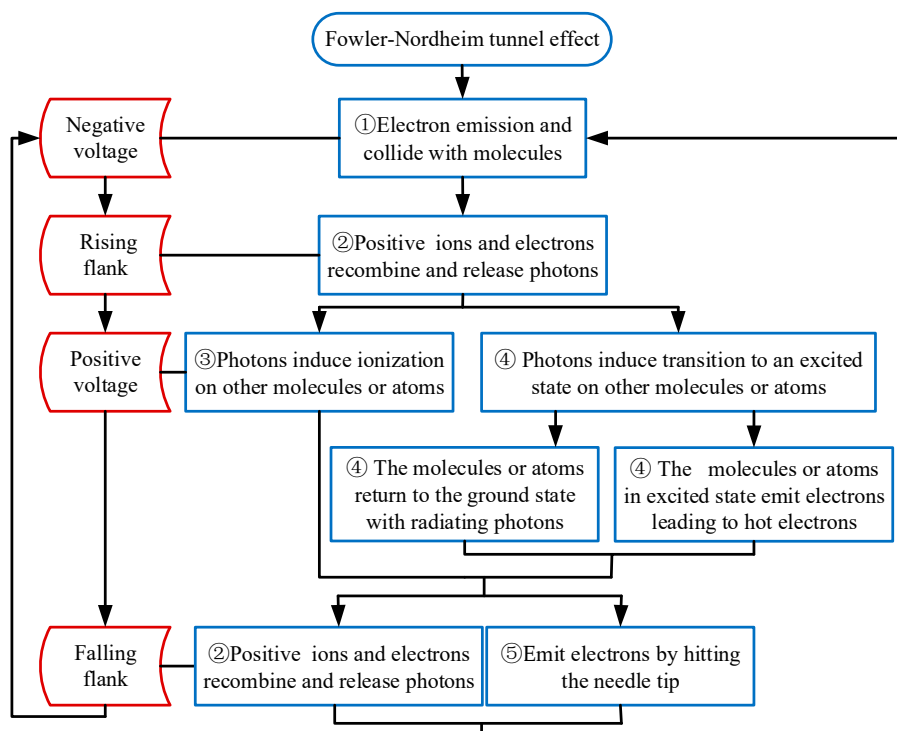 Fowler-Nordheim tunnel effect
Negative
voltage
①Electron emission and
collide with molecules
Rising
flank
②Positive ions and electrons
recombine and release photons
Positive
voltage
③Photons induce ionization
on other molecules or atoms
④ Photons induce transition to an excited
state on other molecules or atoms
④ The molecules or atoms
return to the ground state
with radiating photons
④ The molecules or atoms
in excited state emit electrons
leading to hot electrons
Falling
flank
②Positive ions and electrons
recombine and release photons
⑤Emit electrons by hitting
the needle tip